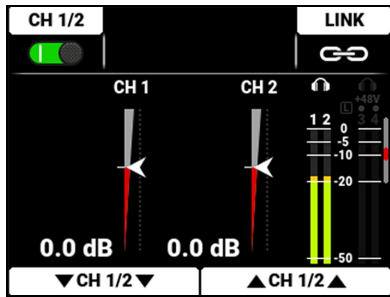 CH 1/2 LINK
CH 1 CH 2
+48V
L
1 2 3 4
0
-5
-10
-20
-50
0.0 dB 0.0 dB
▼CH 1/2▼ ▲CH 1/2▲